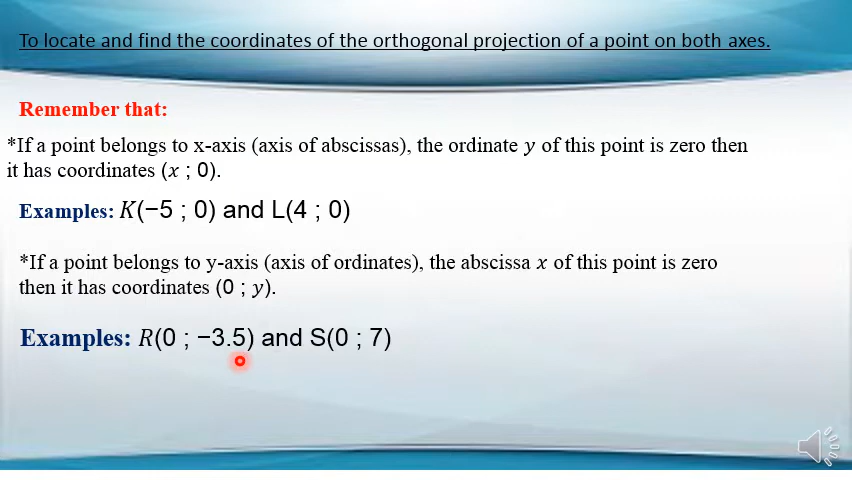 To locate and find the coordinates of the orthogonal projection of a point on both axes.
Remember that:
*If a point belongs to x-axis (axis of abscissas), the ordinate y of this point is zero then
it has coordinates (x ; 0).
Examples: K(−5 ; 0) and L(4 ; 0)
*If a point belongs to y-axis (axis of ordinates), the abscissa x of this point is zero
then it has coordinates (0 ; y).
Examples: R(0 ; −3.5) and S(0 ; 7)